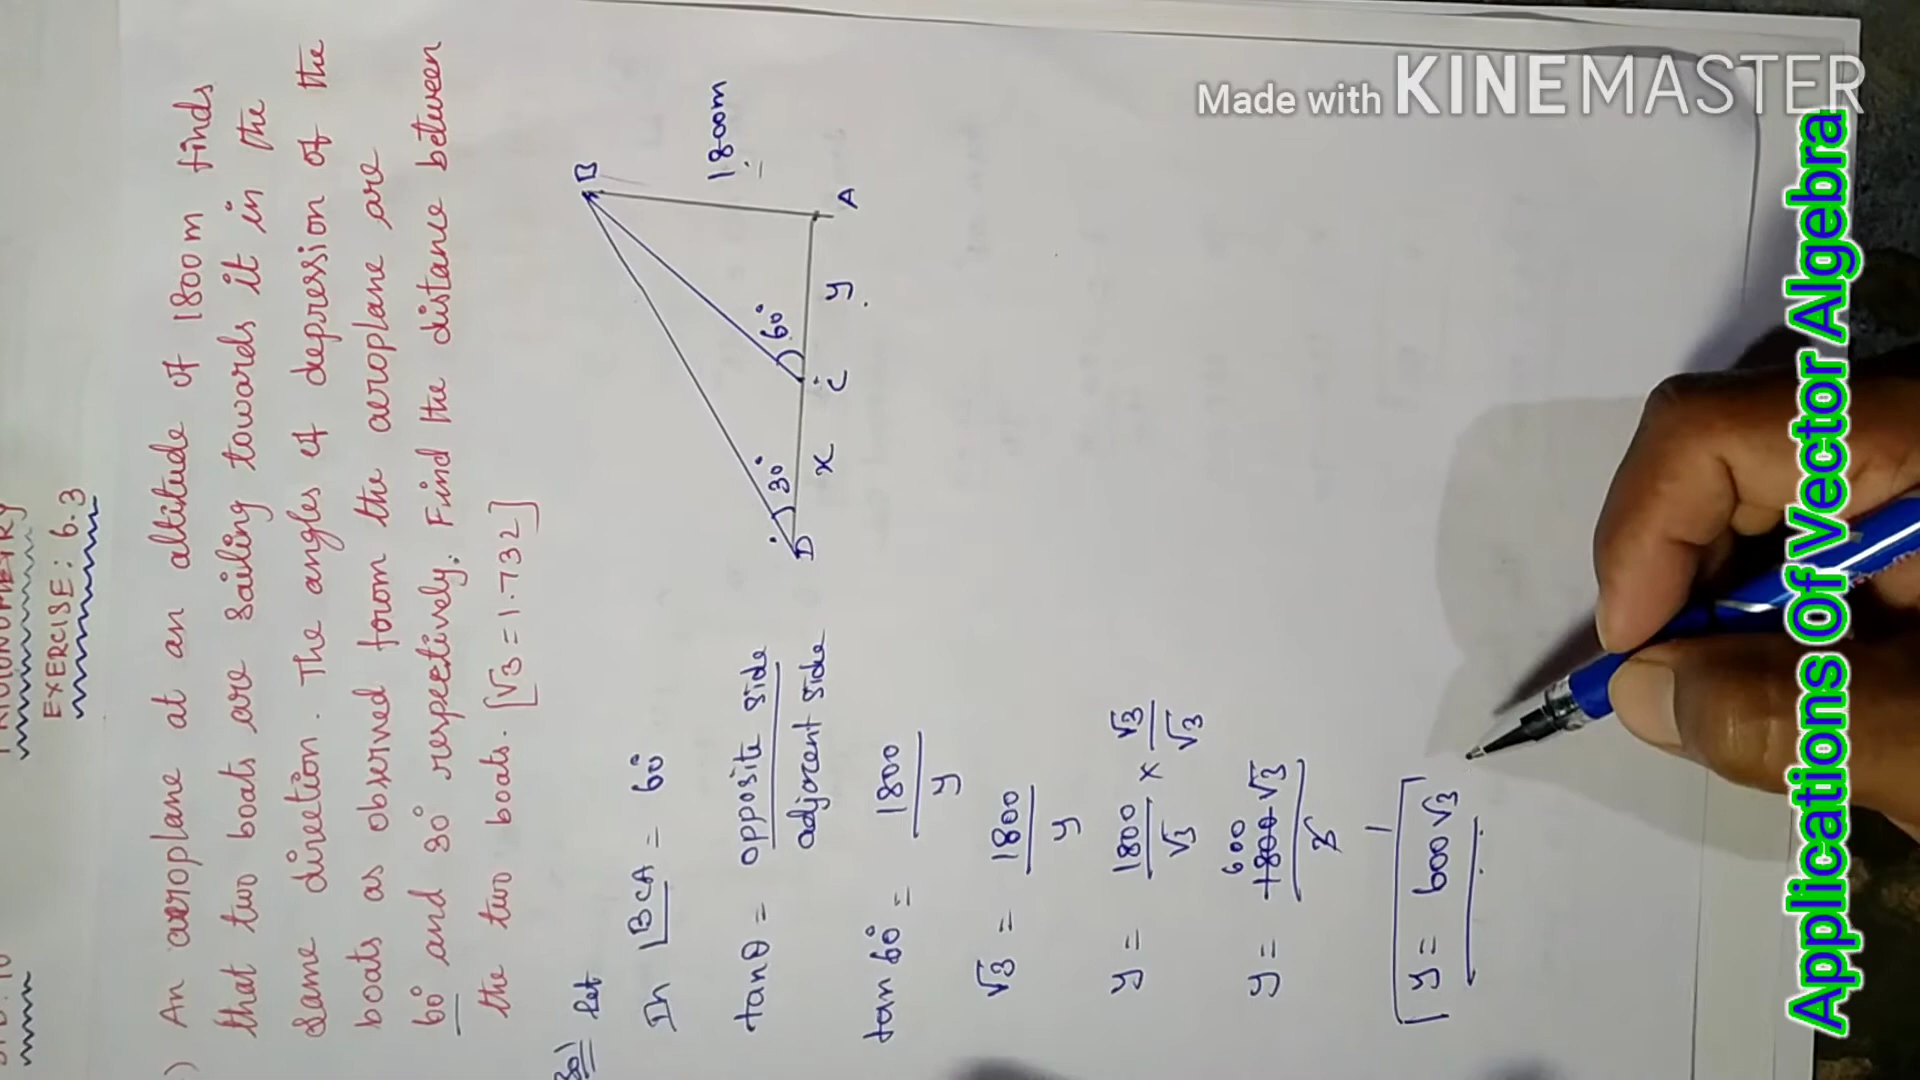 EXERCISE: 6.3
An aeroplane at an altitude of 1800m finds
that two boats are sailing towards it in the
same direction. The angles of depression of the
boats as observed form the aeroplane are
60° and 30° respectively. Find the distance between
the two boats. [√3 = 1.732]
B
1800m
A
y
60°
C
x
30°
D
let
In ∟BCA = 60°
tanθ = opposite side / adjacent side
tan 60° = 1800 / y
√3 = 1800 / y
y = 1800 / √3 × √3 / √3
600
y = 1800 √3 / 3
1
y = 600√3
Made with KINEMASTER
Applications Of Vector Algebra